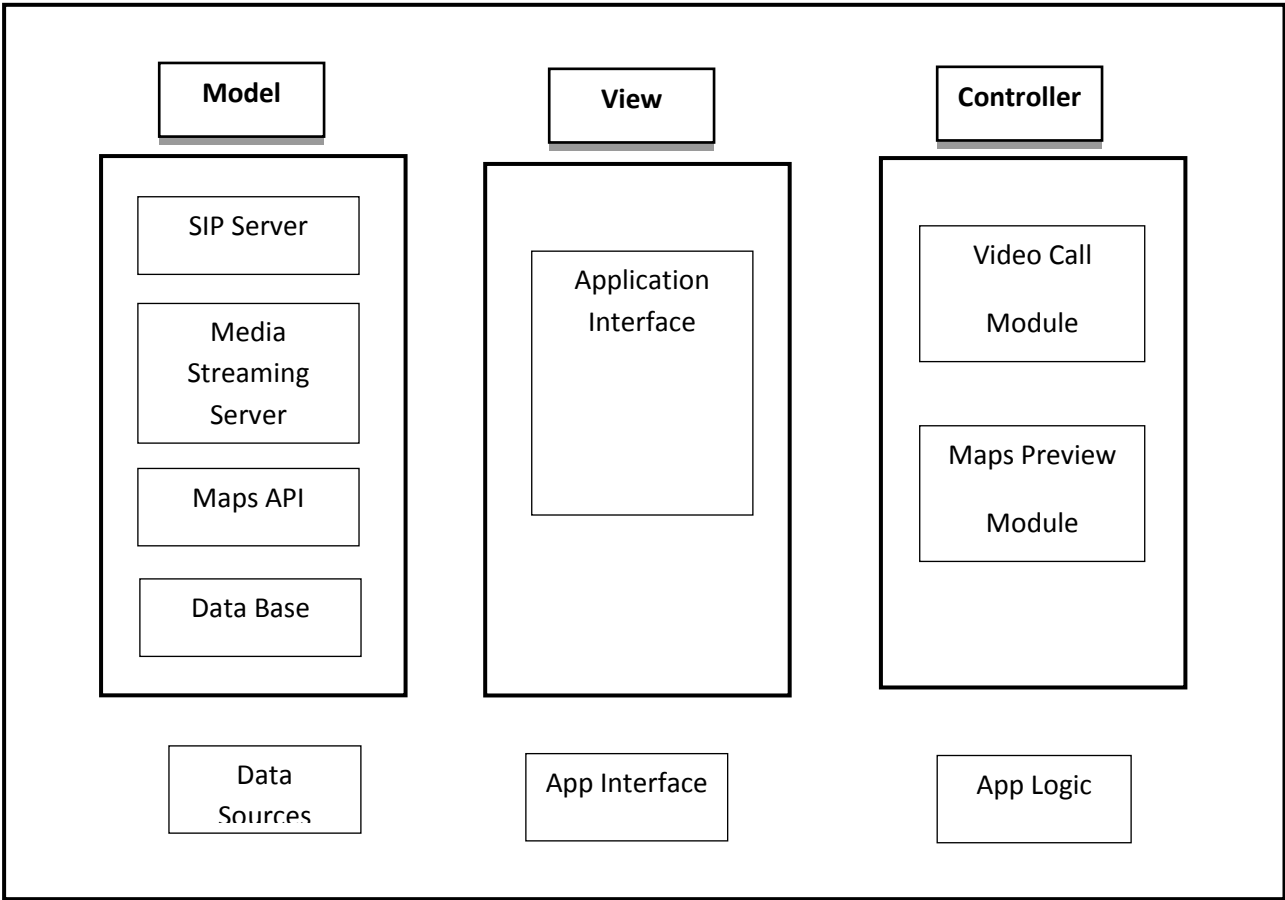 Model
SIP Server
Media
Streaming
Server
Maps API
Data Base
Data
Sources
View
Application
Interface
App Interface
Controller
Video Call
Module
Maps Preview
Module
App Logic